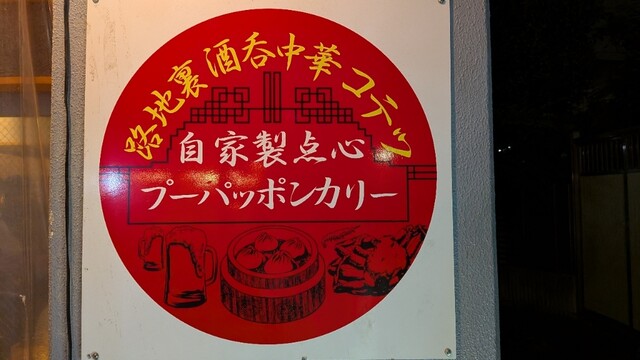 路地裏酒呑中華コテツ
自家製点心
プーパッポンカリー